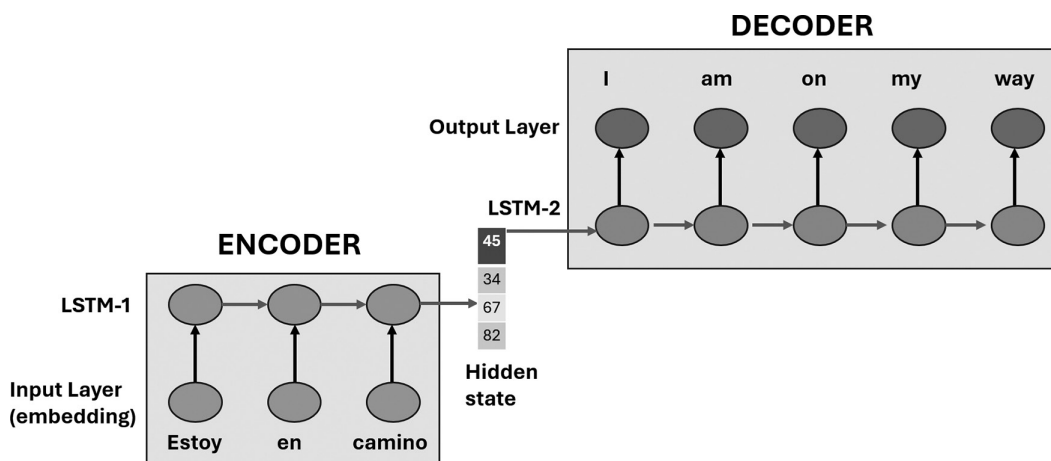 DECODER
I am on my way
Output Layer
LSTM-2
45
ENCODER
34
LSTM-1
67
82
Hidden
state
Input Layer
(embedding)
Estoy en camino